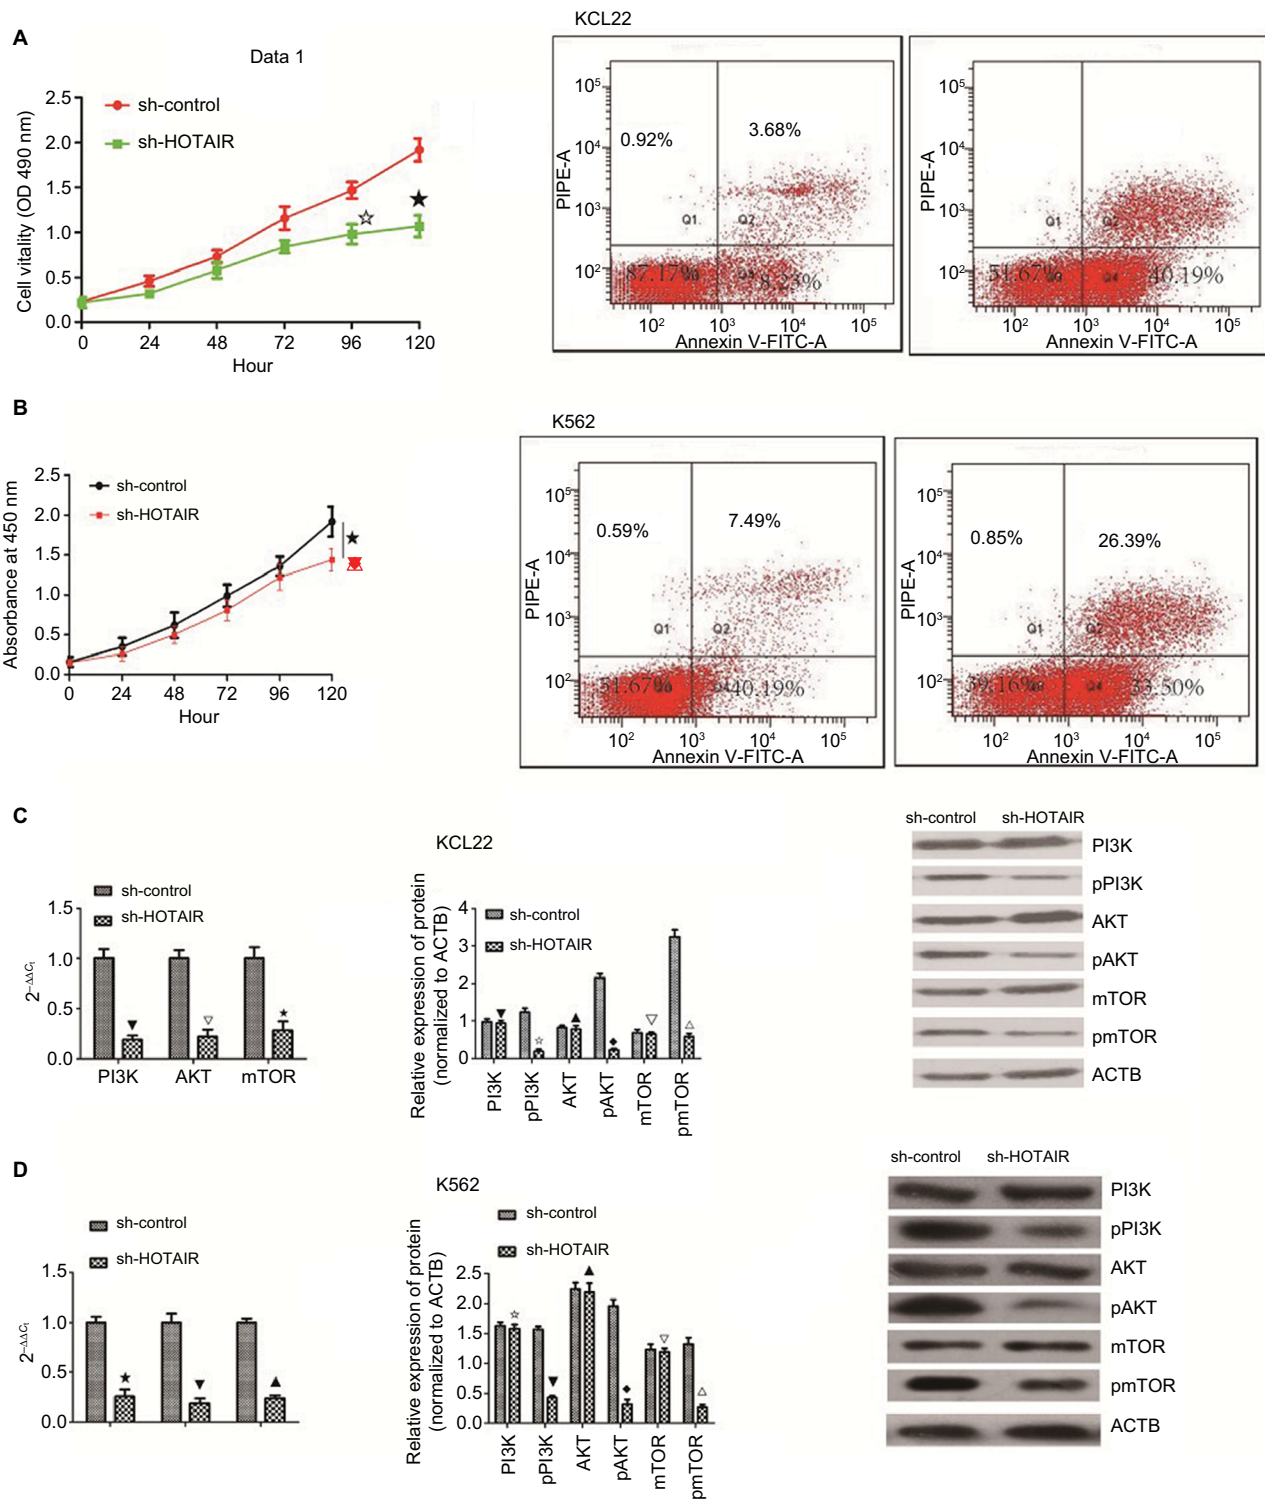 A
Data 1
sh-control
sh-HOTAIR
Cell vitality (OD 490 nm)
2.5
2.0
1.5
1.0
0.5
0.0
0 24 48 72 96 120
Hour
KCL22
PIPE-A
10⁵
10⁴
10³
10²
0.92%
3.68%
Q1
Q2
87.17%
8.23%
10² 10³ 10⁴ 10⁵
Annexin V-FITC-A
PIPE-A
10⁵
10⁴
10³
10²
Q1
Q2
51.67%
Q4
40.19%
10² 10³ 10⁴ 10⁵
Annexin V-FITC-A
B
sh-control
sh-HOTAIR
Absorbance at 450 nm
2.5
2.0
1.5
1.0
0.5
0.0
0 24 48 72 96 120
Hour
K562
PIPE-A
10⁵
10⁴
10³
10²
0.59%
7.49%
Q1
Q2
51.67%
40.19%
10² 10³ 10⁴ 10⁵
Annexin V-FITC-A
PIPE-A
10⁵
10⁴
10³
10²
0.85%
26.39%
Q1
Q2
39.16%
Q4
33.50%
10² 10³ 10⁴ 10⁵
Annexin V-FITC-A
C
sh-control
sh-HOTAIR
2^−ΔΔCt
1.5
1.0
0.5
0.0
PI3K AKT mTOR
KCL22
Relative expression of protein
(normalized to ACTB)
sh-control
sh-HOTAIR
4
3
2
1
0
PI3K pPI3K AKT pAKT mTOR pmTOR
sh-control sh-HOTAIR
PI3K
pPI3K
AKT
pAKT
mTOR
pmTOR
ACTB
D
sh-control
sh-HOTAIR
2^−ΔΔCt
1.5
1.0
0.5
0.0
K562
Relative expression of protein
(normalized to ACTB)
sh-control
sh-HOTAIR
2.5
2.0
1.5
1.0
0.5
0.0
PI3K pPI3K AKT pAKT mTOR pmTOR
sh-control sh-HOTAIR
PI3K
pPI3K
AKT
pAKT
mTOR
pmTOR
ACTB